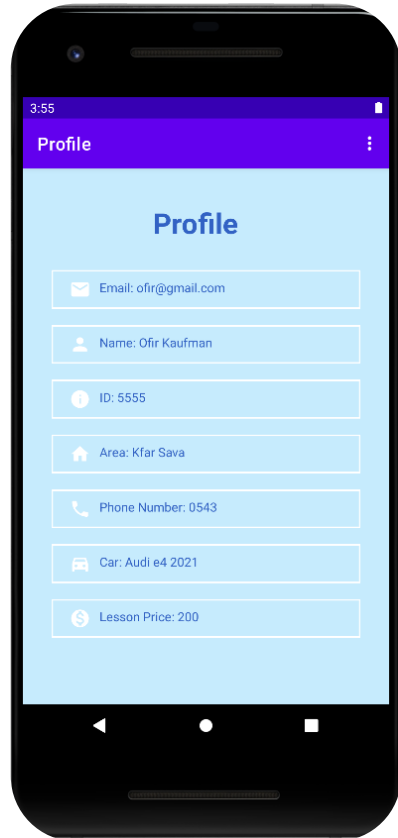 3:55
Profile
Profile
Email: ofir@gmail.com
Name: Ofir Kaufman
ID: 5555
Area: Kfar Sava
Phone Number: 0543
Car: Audi e4 2021
Lesson Price: 200